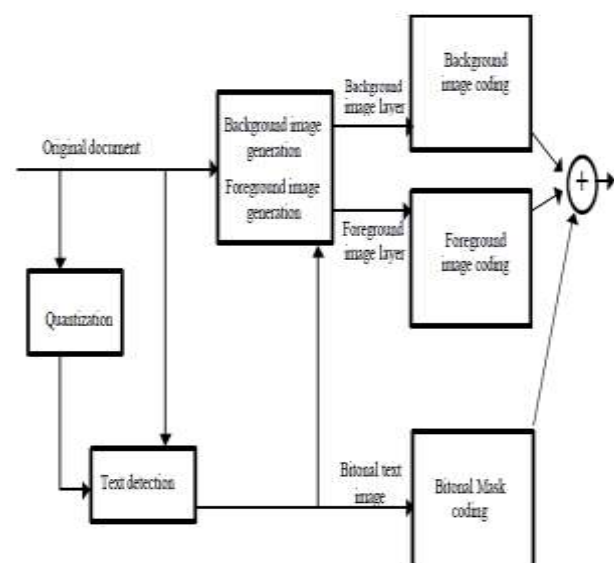 Background
image coding
Background
image layer
Background image
generation
Foreground image
generation
Original document
Foreground
image layer
Foreground
image coding
Quantization
Text detection
Bitonal text
image
Bitonal Mask
coding
+